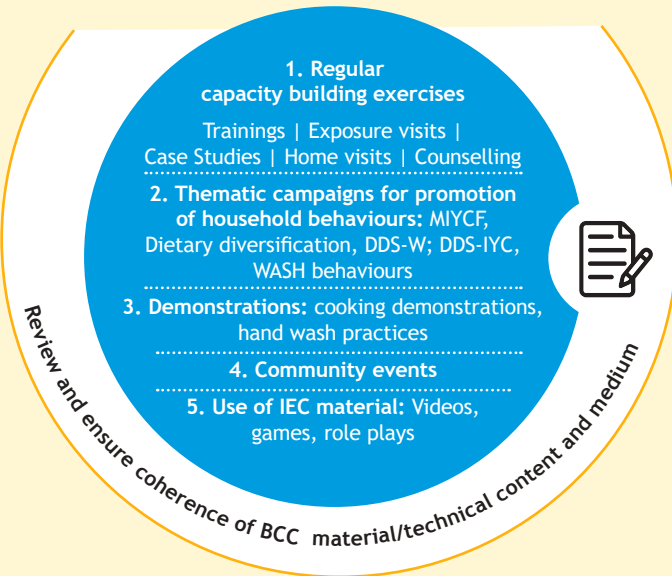 1. Regular
capacity building exercises
Trainings | Exposure visits |
Case Studies | Home visits | Counselling
2. Thematic campaigns for promotion
of household behaviours: MIYCF,
Dietary diversification, DDS-W; DDS-IYC,
WASH behaviours
3. Demonstrations: cooking demonstrations,
hand wash practices
4. Community events
5. Use of IEC material: Videos,
games, role plays
Review and ensure coherence of BCC material/technical content and medium